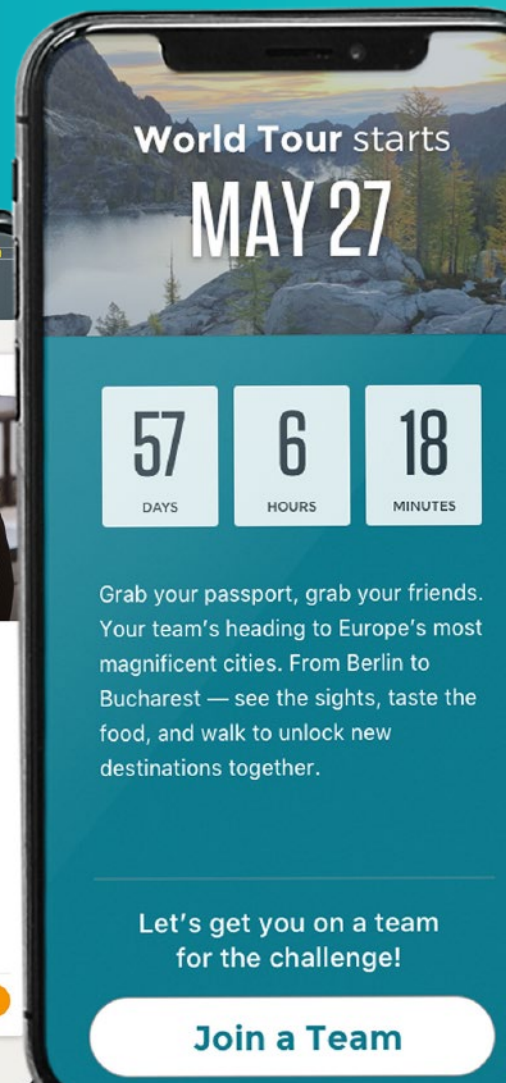 World Tour starts
MAY 27
57 6 18
DAYS HOURS MINUTES
Grab your passport, grab your friends.
Your team's heading to Europe's most
magnificent cities. From Berlin to
Bucharest — see the sights, taste the
food, and walk to unlock new
destinations together.
Let's get you on a team
for the challenge!
Join a Team